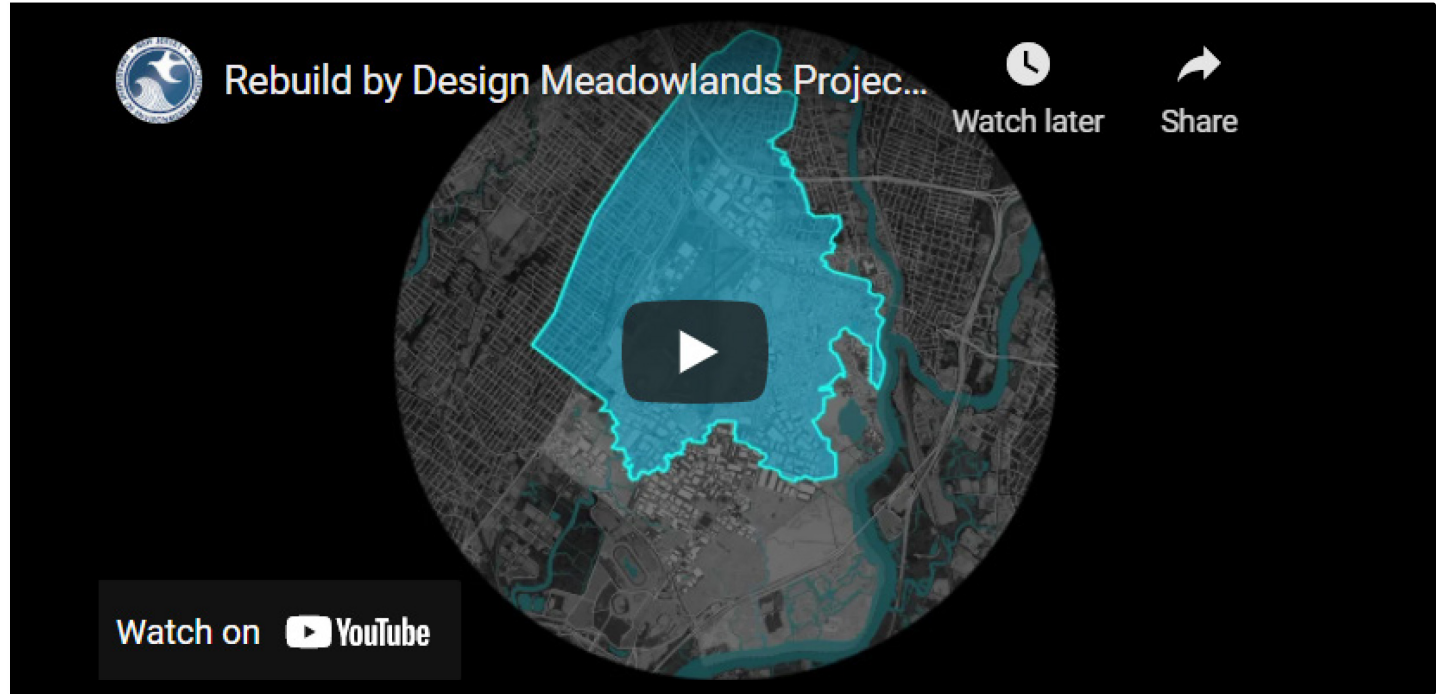 Rebuild by Design Meadowlands Projec...
Watch later
Share
Watch on YouTube